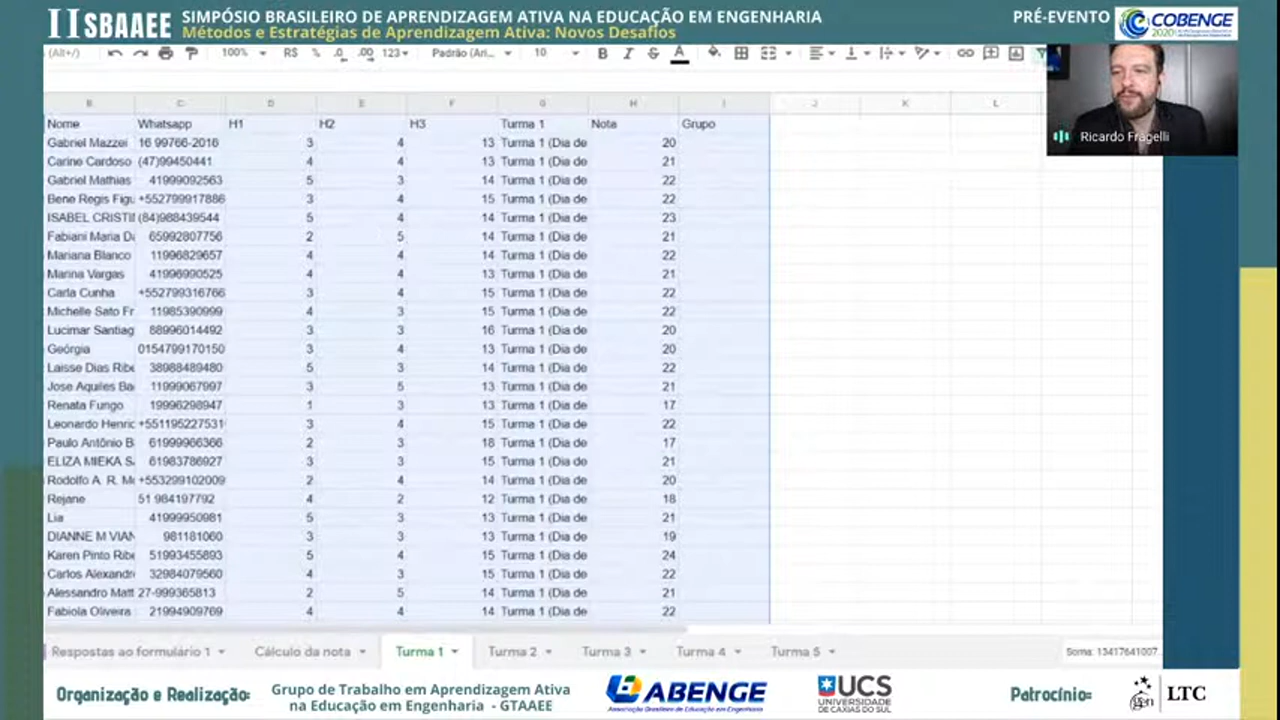 IISBAAEE SIMPÓSIO BRASILEIRO DE APRENDIZAGEM ATIVA NA EDUCAÇÃO EM ENGENHARIA
Métodos e Estratégias de Aprendizagem Ativa: Novos Desafios
PRÉ-EVENTO COBENGE 2020
(Alt+/) 100% R$ % .0 .00 123 Padrão (Ari... 10 B I S A
Ricardo Fragelli
B C D E F G H I J K L
Nome Whatsapp H1 H2 H3 Turma 1 Nota Grupo
Gabriel Mazzei 16 99766-2016 3 4 13 Turma 1 (Dia de 20
Carine Cardoso (47)99450441 4 4 13 Turma 1 (Dia de 21
Gabriel Mathias 41999092563 5 3 14 Turma 1 (Dia de 22
Bene Regis Figu +552799917886 3 4 15 Turma 1 (Dia de 22
ISABEL CRISTIN (84)988439544 5 4 14 Turma 1 (Dia de 23
Fabiani Maria Da 65992807756 2 5 14 Turma 1 (Dia de 21
Mariana Blanco 11996829657 4 4 14 Turma 1 (Dia de 22
Marina Vargas 41996990525 4 4 13 Turma 1 (Dia de 21
Carla Cunha +552799316766 3 4 15 Turma 1 (Dia de 22
Michelle Sato Fr 11985390999 4 3 15 Turma 1 (Dia de 22
Lucimar Santiag 88996014492 3 3 16 Turma 1 (Dia de 20
Geórgia 0154799170150 3 4 13 Turma 1 (Dia de 20
Laisse Dias Ribe 38988489480 5 3 14 Turma 1 (Dia de 22
Jose Aquiles Ba 11999067997 3 5 13 Turma 1 (Dia de 21
Renata Fungo 19996298947 1 3 13 Turma 1 (Dia de 17
Leonardo Henric +551195227531 3 4 15 Turma 1 (Dia de 22
Paulo Antônio B 61999966366 2 3 18 Turma 1 (Dia de 17
ELIZA MIEKA S 61983786927 3 3 15 Turma 1 (Dia de 21
Rodolfo A. R. M +553299102009 2 4 14 Turma 1 (Dia de 20
Rejane 51 984197792 4 2 12 Turma 1 (Dia de 18
Lia 41999950981 5 3 13 Turma 1 (Dia de 21
DIANNE M VIAN 981181060 3 3 13 Turma 1 (Dia de 19
Karen Pinto Ribe 51993455893 5 4 15 Turma 1 (Dia de 24
Carlos Alexandr 32984079560 4 3 15 Turma 1 (Dia de 22
Alessandro Matt 27-999365813 2 5 14 Turma 1 (Dia de 21
Fabiola Oliveira 21994909769 4 4 14 Turma 1 (Dia de 22
Respostas ao formulário 1 Cálculo da nota Turma 1 Turma 2 Turma 3 Turma 4 Turma 5 Soma: 13417641007...
Organização e Realização:
Grupo de Trabalho em Aprendizagem Ativa
na Educação em Engenharia - GTAAEE
ABENGE
Associação Brasileira de Educação em Engenharia
UCS
UNIVERSIDADE
DE CAXIAS DO SUL
Patrocínio:
gen LTC